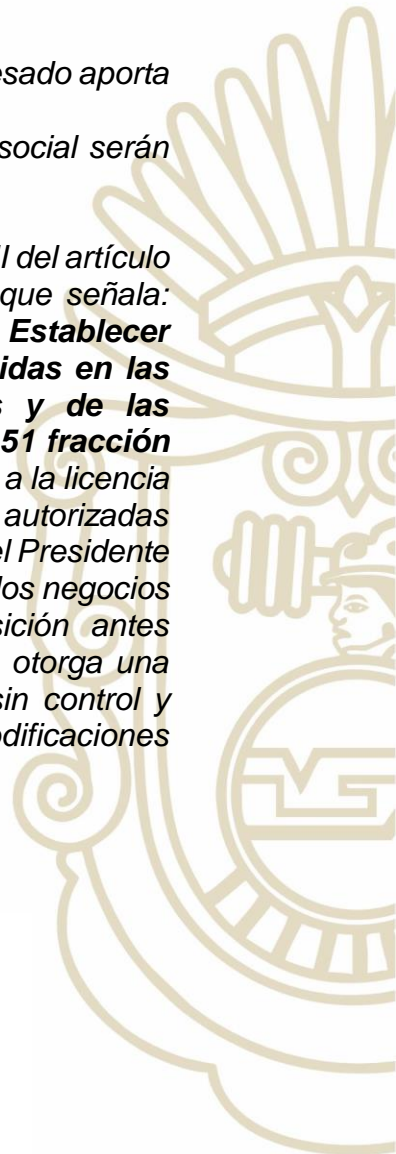 esado aporta
social serán
I del artículo
que señala:
Establecer
idas en las
s y de las
51 fracción
a la licencia
autorizadas
el Presidente
los negocios
sición antes
otorga una
sin control y
odificaciones